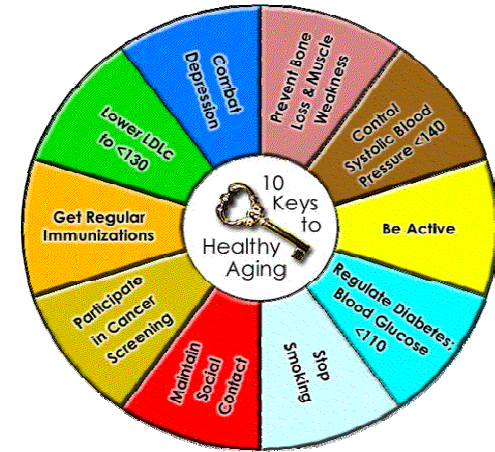 10
Keys
to
Healthy
Aging
Prevent Bone
Loss & Muscle
Weakness
Control
Systolic Blood
Pressure <140
Be Active
Regulate Diabetes:
Blood Glucose
<110
Stop
Smoking
Maintain
Social
Contact
Participate
in Cancer
Screening
Get Regular
Immunizations
Lower LDLc
to <130
Combat
Depression